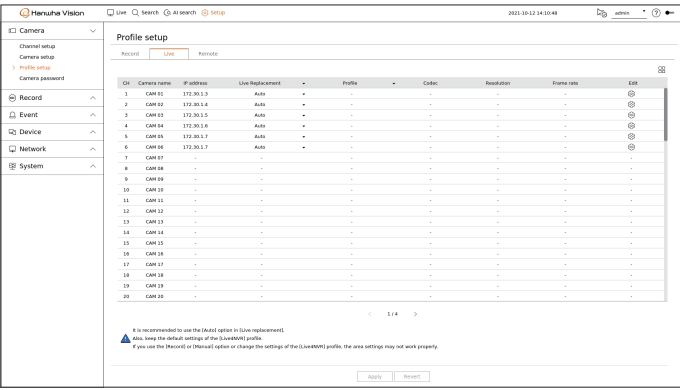 Hanwha Vision
Live Search AI search Setup
2021-10-12 14:10:48
admin
?
Camera
Channel setup
Camera setup
> Profile setup
Camera password
Record
Event
Device
Network
System
Profile setup
Record Live Remote
CH Camera name IP address Live Replacement Profile Codec Resolution Frame rate Edit
1 CAM 01 172.30.1.3 Auto - - - -
2 CAM 02 172.30.1.4 Auto - - - -
3 CAM 03 172.30.1.5 Auto - - - -
4 CAM 04 172.30.1.6 Auto - - - -
5 CAM 05 172.30.1.7 Auto - - - -
6 CAM 06 172.30.1.7 Auto - - - -
7 CAM 07 - - - - - - -
8 CAM 08 - - - - - - -
9 CAM 09 - - - - - - -
10 CAM 10 - - - - - - -
11 CAM 11 - - - - - - -
12 CAM 12 - - - - - - -
13 CAM 13 - - - - - - -
14 CAM 14 - - - - - - -
15 CAM 15 - - - - - - -
16 CAM 16 - - - - - - -
17 CAM 17 - - - - - - -
18 CAM 18 - - - - - - -
19 CAM 19 - - - - - - -
20 CAM 20 - - - - - - -
< 1 / 4 >
It is recommended to use the [Auto] option in [Live replacement].
Also, keep the default settings of the [Live4NVR] profile.
If you use the [Record] or [Manual] option or change the settings of the [Live4NVR] profile, the area settings may not work properly.
Apply Revert